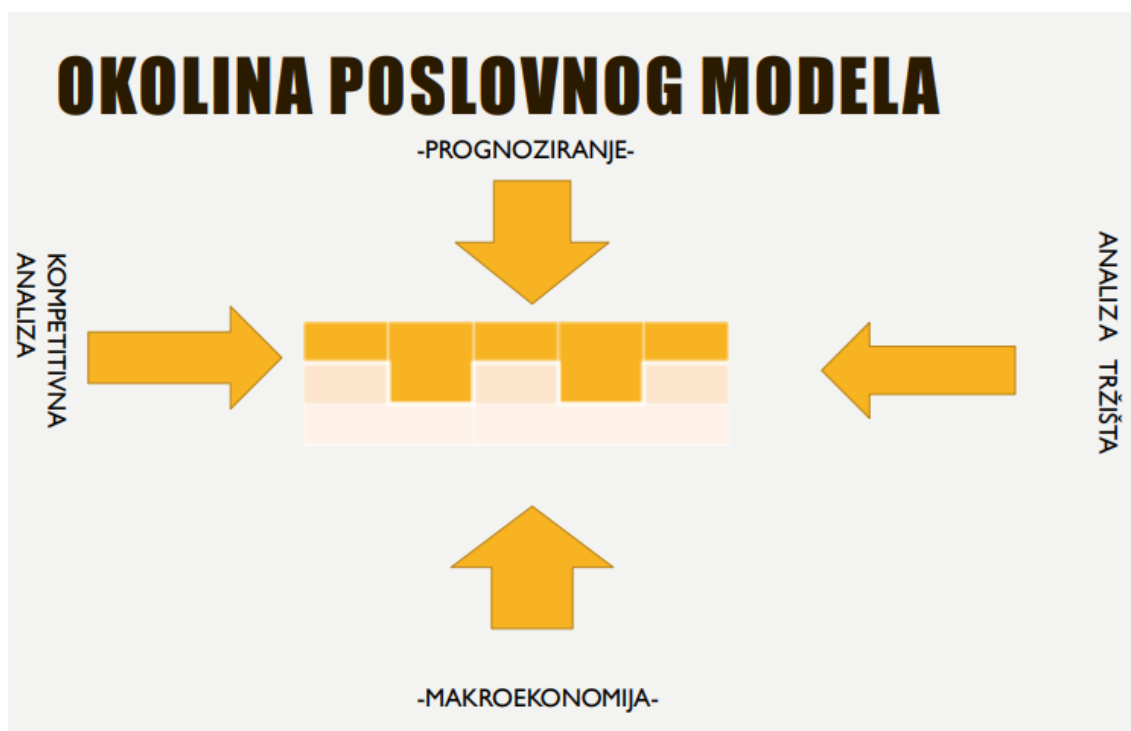 OKOLINA POSLOVNOG MODELA
-PROGNOZIRANJE-
KOMPETITIVNA
ANALIZA
ANALIZA TRŽIŠTA
-MAKROEKONOMIJA-